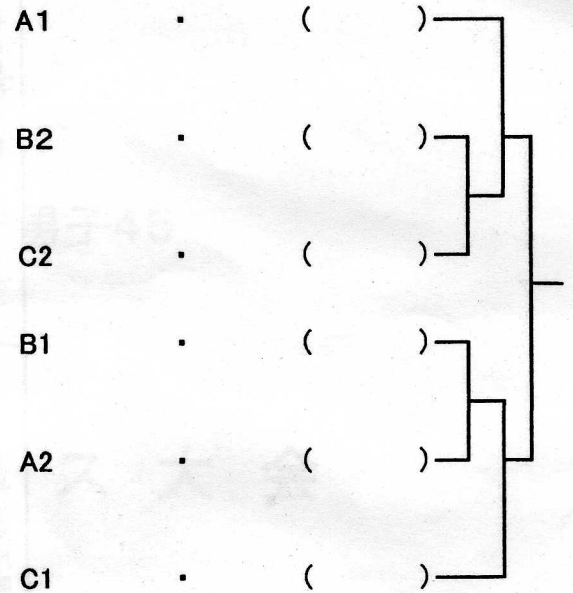 A1 ・ ( )
B2 ・ ( )
C2 ・ ( )
B1 ・ ( )
A2 ・ ( )
C1 ・ ( )